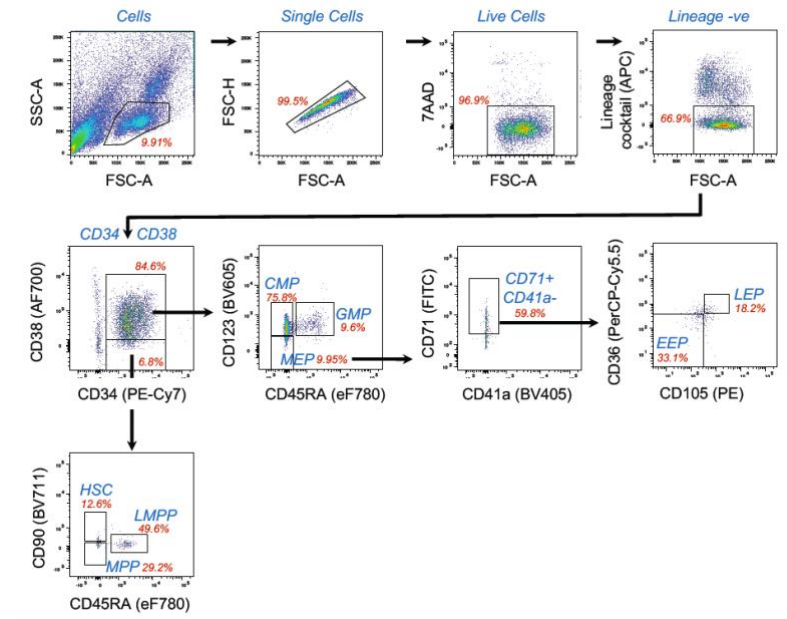 Cells
Single Cells
Live Cells
Lineage -ve
SSC-A
9.91%
FSC-A
FSC-H
99.5%
FSC-A
7AAD
96.9%
FSC-A
Lineage
cocktail (APC)
66.9%
FSC-A
CD34 CD38
CD38 (AF700)
84.6%
6.8%
CD34 (PE-Cy7)
CD123 (BV605)
CMP
75.8%
GMP
9.6%
MEP 9.95%
CD45RA (eF780)
CD71 (FITC)
CD71+
CD41a-
59.8%
CD41a (BV405)
CD36 (PerCP-Cy5.5)
LEP
18.2%
EEP
33.1%
CD105 (PE)
CD90 (BV711)
HSC
12.6%
LMPP
49.6%
MPP 29.2%
CD45RA (eF780)